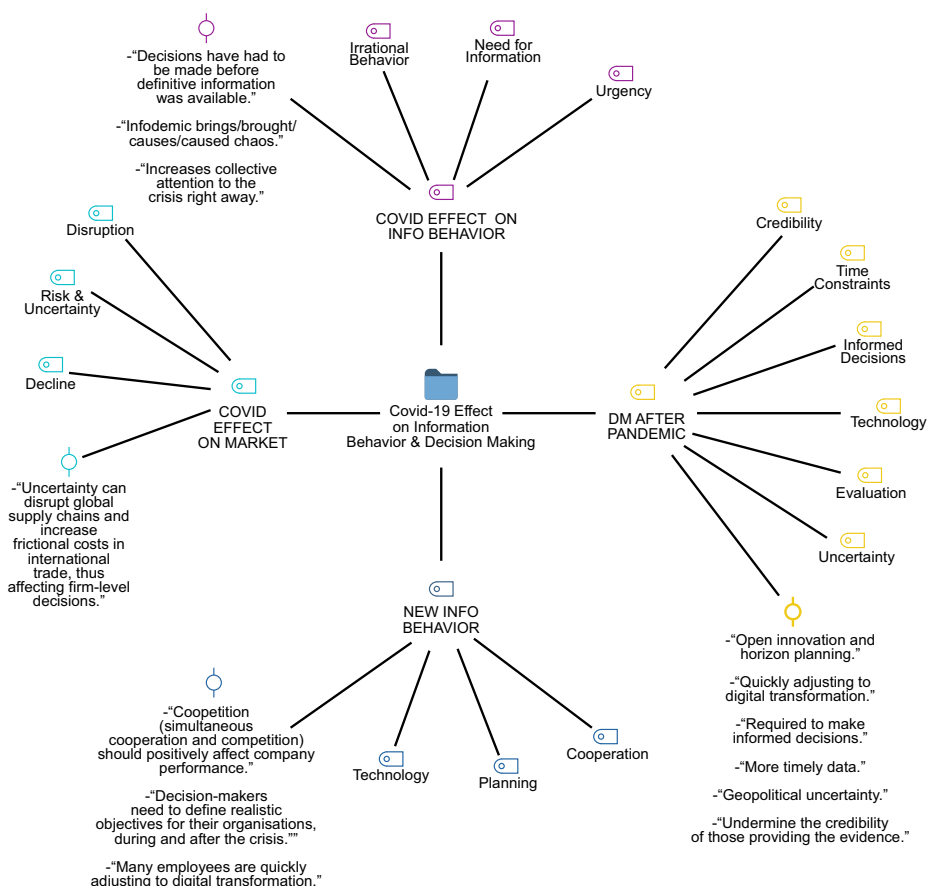 -“Decisions have had to
be made before
definitive information
was available.”
-“Infodemic brings/brought/
causes/caused chaos.”
-“Increases collective
attention to the
crisis right away.”
Irrational
Behavior
Need for
Information
Urgency
COVID EFFECT ON
INFO BEHAVIOR
Disruption
Risk &
Uncertainty
Decline
COVID
EFFECT
ON MARKET
-“Uncertainty can
disrupt global
supply chains and
increase
frictional costs in
international
trade, thus
affecting firm-level
decisions.”
Covid-19 Effect
on Information
Behavior & Decision Making
Credibility
Time
Constraints
Informed
Decisions
DM AFTER
PANDEMIC
Technology
Evaluation
Uncertainty
-“Open innovation and
horizon planning.”
-“Quickly adjusting to
digital transformation.”
-“Required to make
informed decisions.”
-“More timely data.”
-“Geopolitical uncertainty.”
-“Undermine the credibility
of those providing the evidence.”
NEW INFO
BEHAVIOR
-“Coopetition
(simultaneous
cooperation and competition)
should positively affect company
performance.”
-“Decision-makers
need to define realistic
objectives for their organisations,
during and after the crisis.””
-“Many employees are quickly
adjusting to digital transformation.”
Technology
Planning
Cooperation